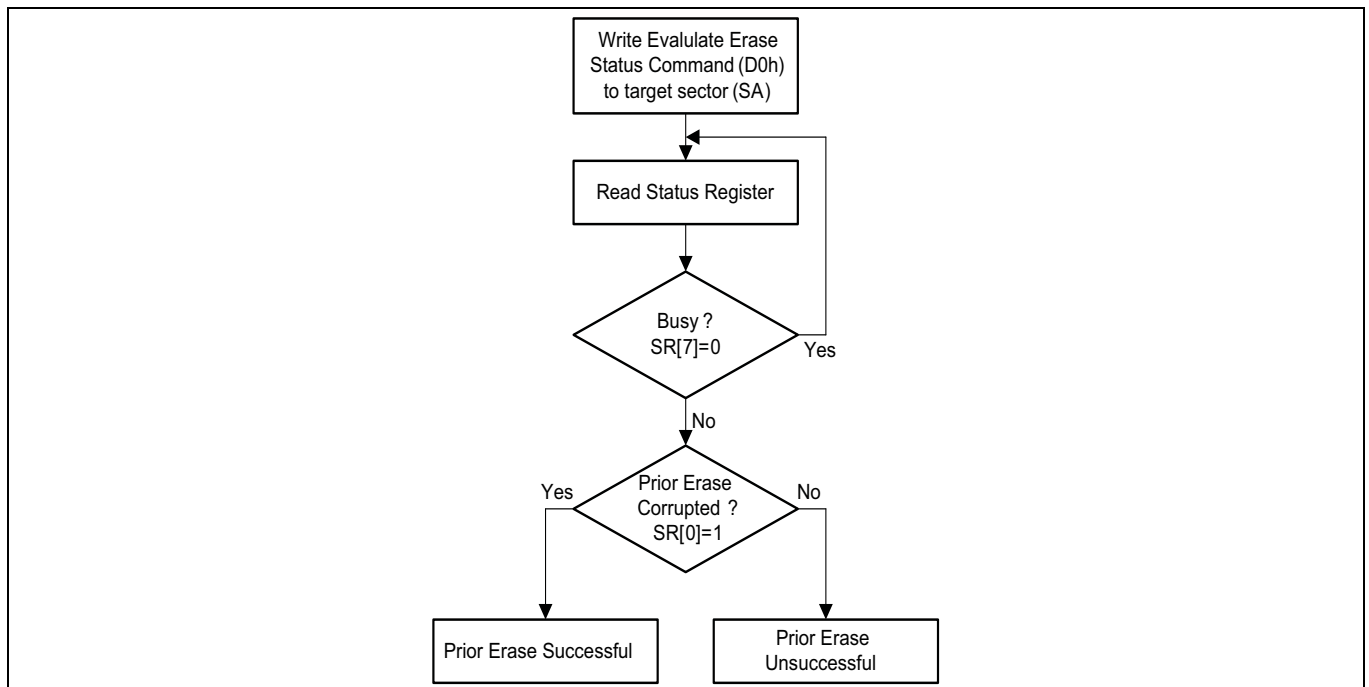 Write Evalulate Erase
Status Command (D0h)
to target sector (SA)
Read Status Register
Busy ?
SR[7]=0
Yes
No
Prior Erase
Corrupted ?
SR[0]=1
Yes
No
Prior Erase Successful
Prior Erase
Unsuccessful